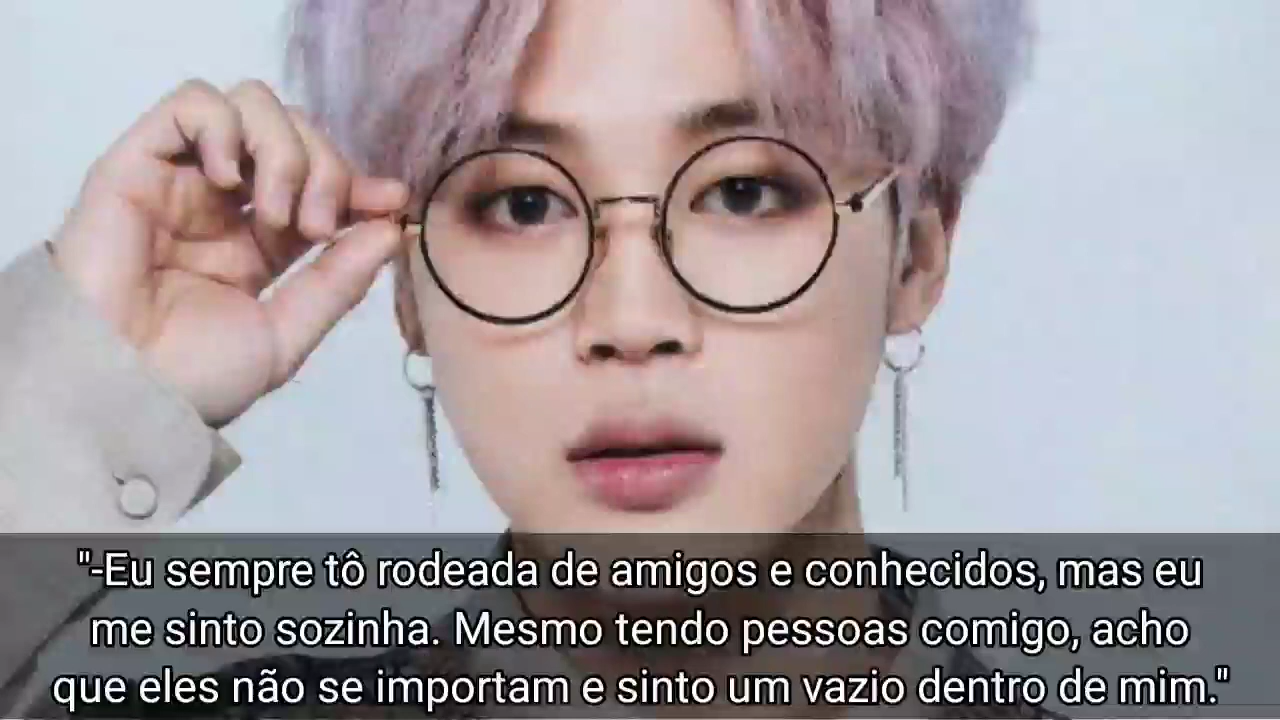 "-Eu sempre tô rodeada de amigos e conhecidos, mas eu
me sinto sozinha. Mesmo tendo pessoas comigo, acho
que eles não se importam e sinto um vazio dentro de mim."